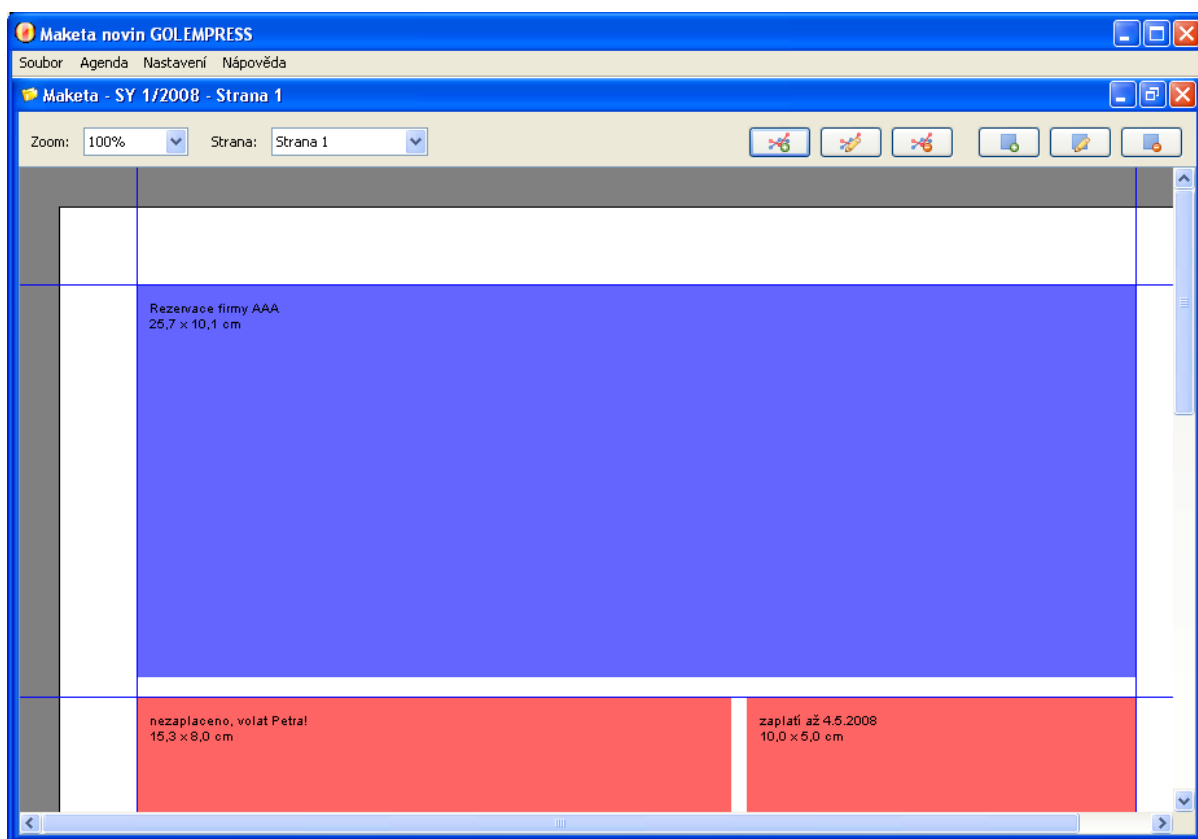 Maketa novin GOLEMPRESS
Soubor Agenda Nastavení Nápověda
Maketa - SY 1/2008 - Strana 1
Zoom: 100% Strana: Strana 1
Rezervace firmy AAA
25,7 x 10,1 cm
nezaplaceno, volat Petra!
15,3 x 8,0 cm
zaplatí až 4.5.2008
10,0 x 5,0 cm